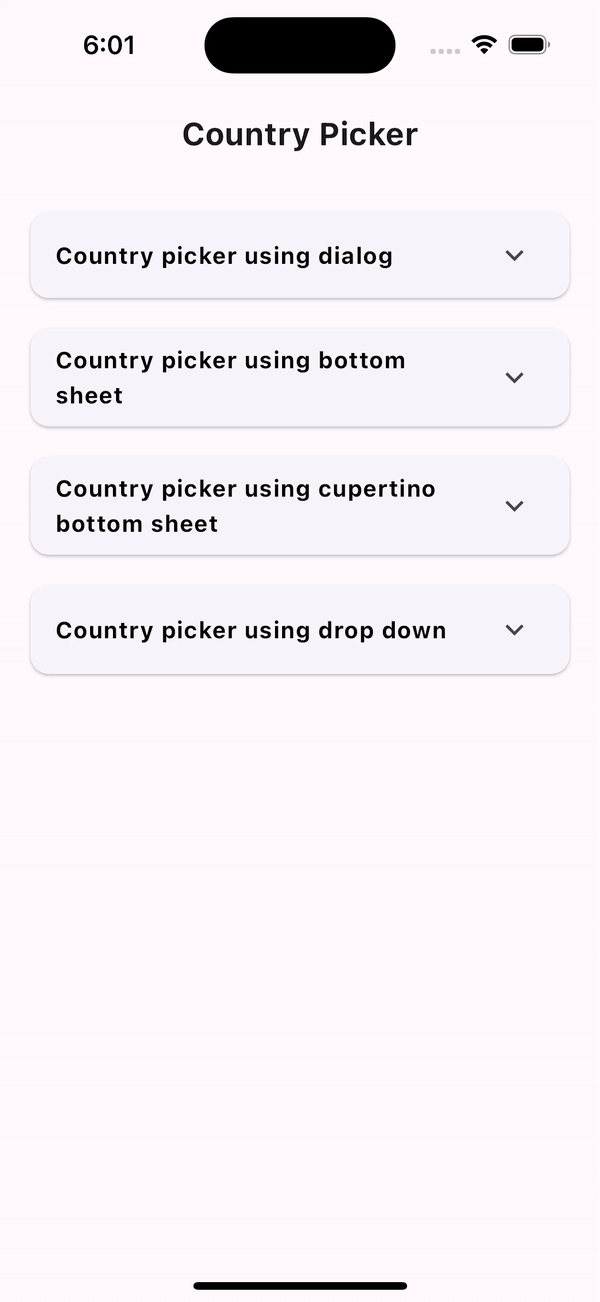 6:01
Country Picker
Country picker using dialog
Country picker using bottom
sheet
Country picker using cupertino
bottom sheet
Country picker using drop down